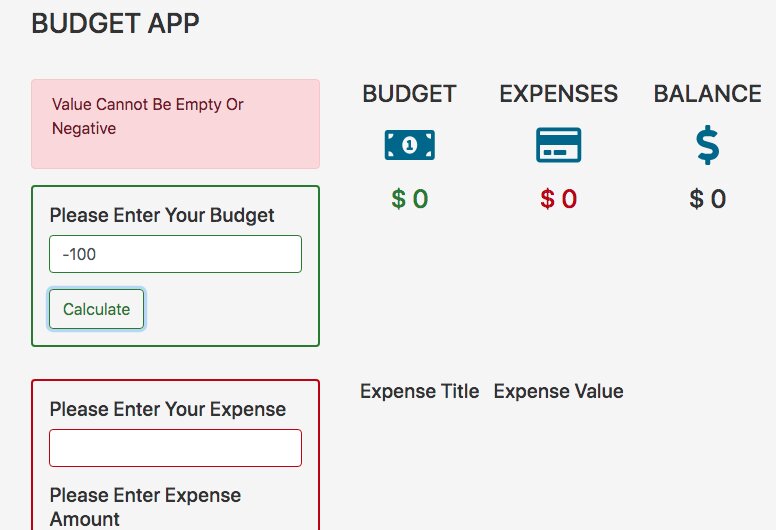 BUDGET APP
Value Cannot Be Empty Or
Negative
BUDGET
EXPENSES
BALANCE
1
$
$ 0
$ 0
$ 0
Please Enter Your Budget
-100
Calculate
Please Enter Your Expense
Expense Title
Expense Value
Please Enter Expense
Amount